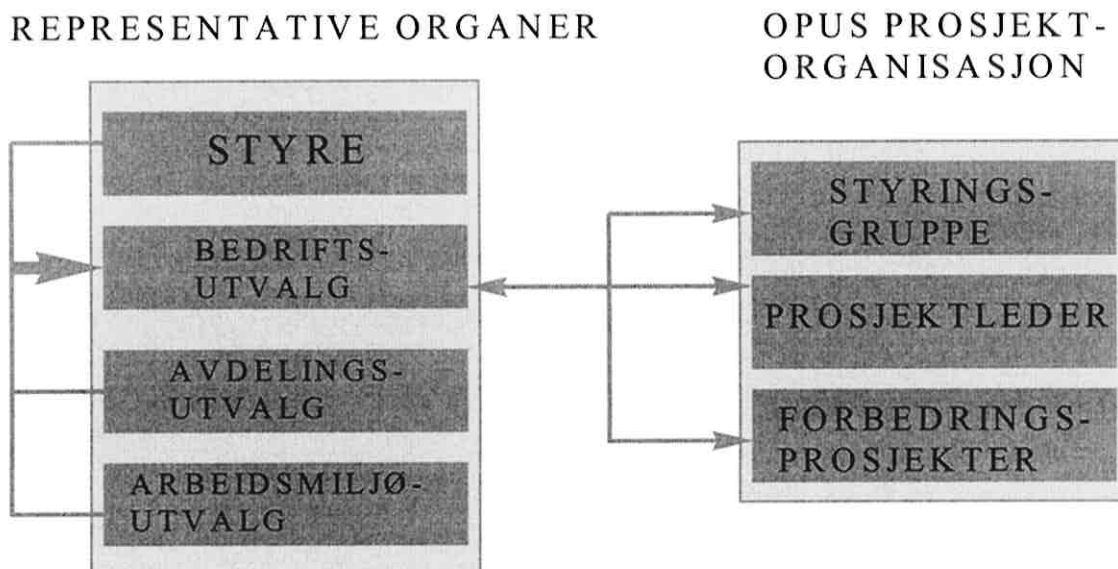 REPRESENTATIVE ORGANER
STYRE
BEDRIFTS-
UTVALG
AVDELINGS-
UTVALG
ARBEIDSMILJØ-
UTVALG
OPUS PROSJEKT-
ORGANISASJON
STYRINGS-
GRUPPE
PROSJEKTLEDER
FORBEDRINGS-
PROSJEKTER